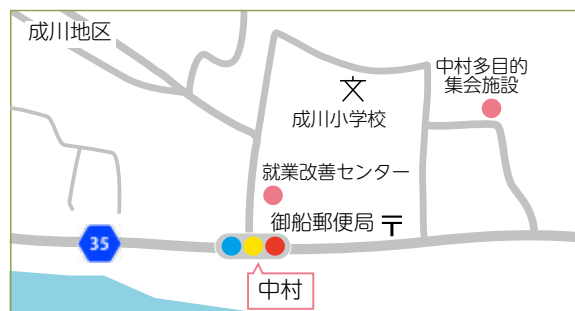 成川地区
中村多目的
集会施設
文
成川小学校
就業改善センター
御船郵便局 〒
35
中村